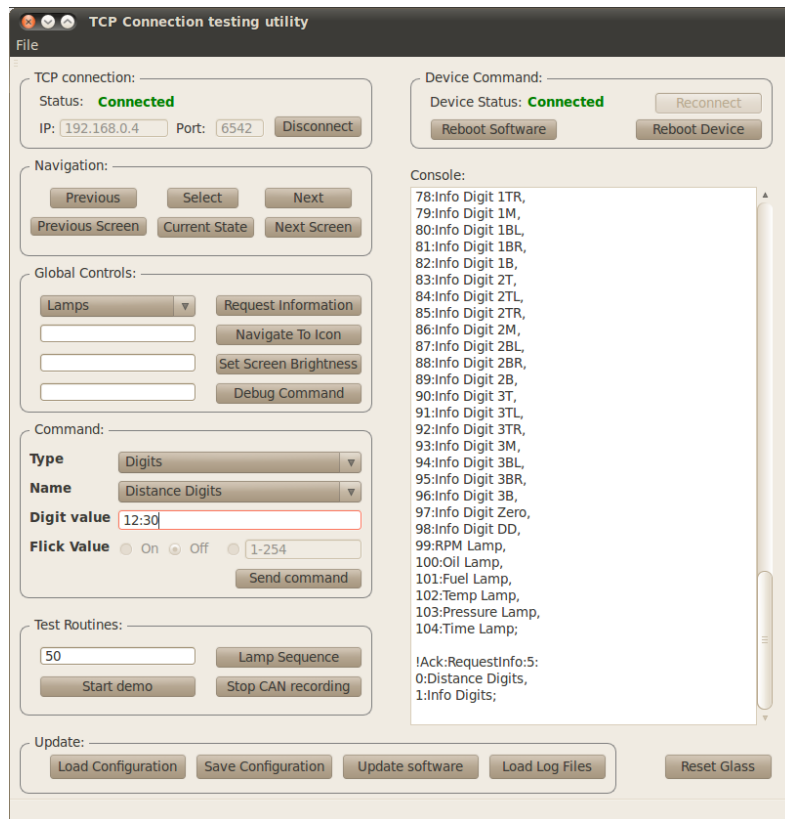 TCP Connection testing utility
File
TCP connection:
Status: Connected
IP: 192.168.0.4 Port: 6542 Disconnect
Device Command:
Device Status: Connected Reconnect
Reboot Software Reboot Device
Navigation:
Previous Select Next
Previous Screen Current State Next Screen
Global Controls:
Lamps Request Information
Navigate To Icon
Set Screen Brightness
Debug Command
Command:
Type Digits
Name Distance Digits
Digit value 12:30
Flick Value On Off 1-254
Send command
Test Routines:
50 Lamp Sequence
Start demo Stop CAN recording
Console:
78:Info Digit 1TR,
79:Info Digit 1M,
80:Info Digit 1BL,
81:Info Digit 1BR,
82:Info Digit 1B,
83:Info Digit 2T,
84:Info Digit 2TL,
85:Info Digit 2TR,
86:Info Digit 2M,
87:Info Digit 2BL,
88:Info Digit 2BR,
89:Info Digit 2B,
90:Info Digit 3T,
91:Info Digit 3TL,
92:Info Digit 3TR,
93:Info Digit 3M,
94:Info Digit 3BL,
95:Info Digit 3BR,
96:Info Digit 3B,
97:Info Digit Zero,
98:Info Digit DD,
99:RPM Lamp,
100:Oil Lamp,
101:Fuel Lamp,
102:Temp Lamp,
103:Pressure Lamp,
104:Time Lamp;
!Ack:RequestInfo:5:
0:Distance Digits,
1:Info Digits;
Update:
Load Configuration Save Configuration Update software Load Log Files Reset Glass